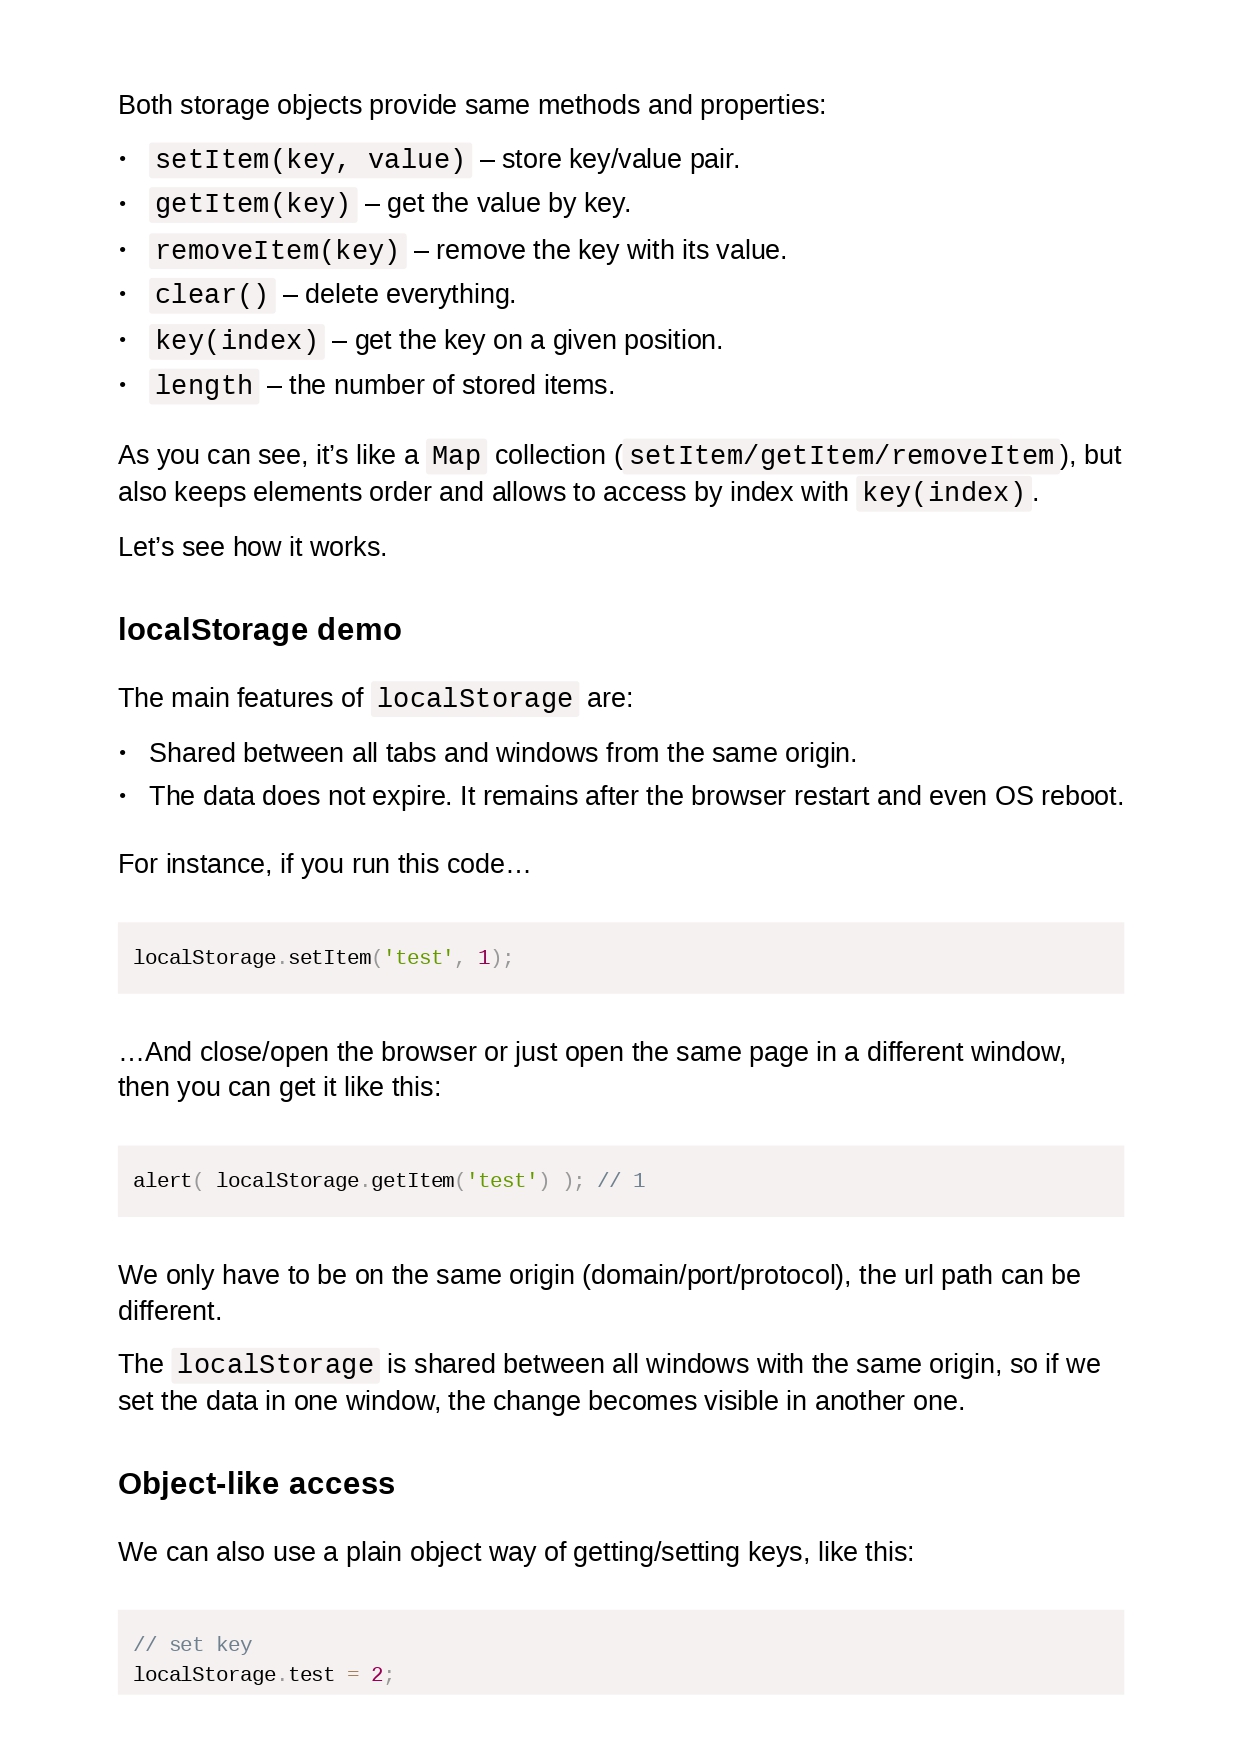 Both storage objects provide same methods and properties:
• setItem(key, value) – store key/value pair.
• getItem(key) – get the value by key.
• removeItem(key) – remove the key with its value.
• clear() – delete everything.
• key(index) – get the key on a given position.
• length – the number of stored items.
As you can see, it’s like a Map collection (setItem/getItem/removeItem), but
also keeps elements order and allows to access by index with key(index).
Let’s see how it works.
localStorage demo
The main features of localStorage are:
• Shared between all tabs and windows from the same origin.
• The data does not expire. It remains after the browser restart and even OS reboot.
For instance, if you run this code…
localStorage.setItem('test', 1);
…And close/open the browser or just open the same page in a different window,
then you can get it like this:
alert( localStorage.getItem('test') ); // 1
We only have to be on the same origin (domain/port/protocol), the url path can be
different.
The localStorage is shared between all windows with the same origin, so if we
set the data in one window, the change becomes visible in another one.
Object-like access
We can also use a plain object way of getting/setting keys, like this:
// set key
localStorage.test = 2;